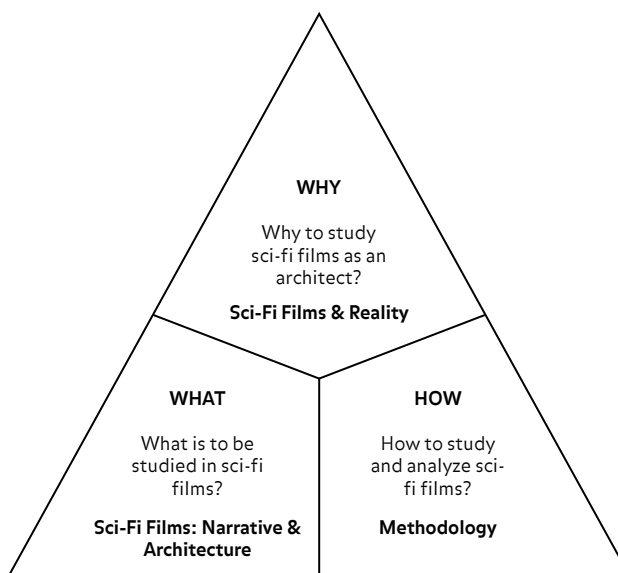 WHY
Why to study
sci-fi films as an
architect?
Sci-Fi Films & Reality
WHAT
What is to be
studied in sci-fi
films?
Sci-Fi Films: Narrative &
Architecture
HOW
How to study
and analyze sci-
fi films?
Methodology